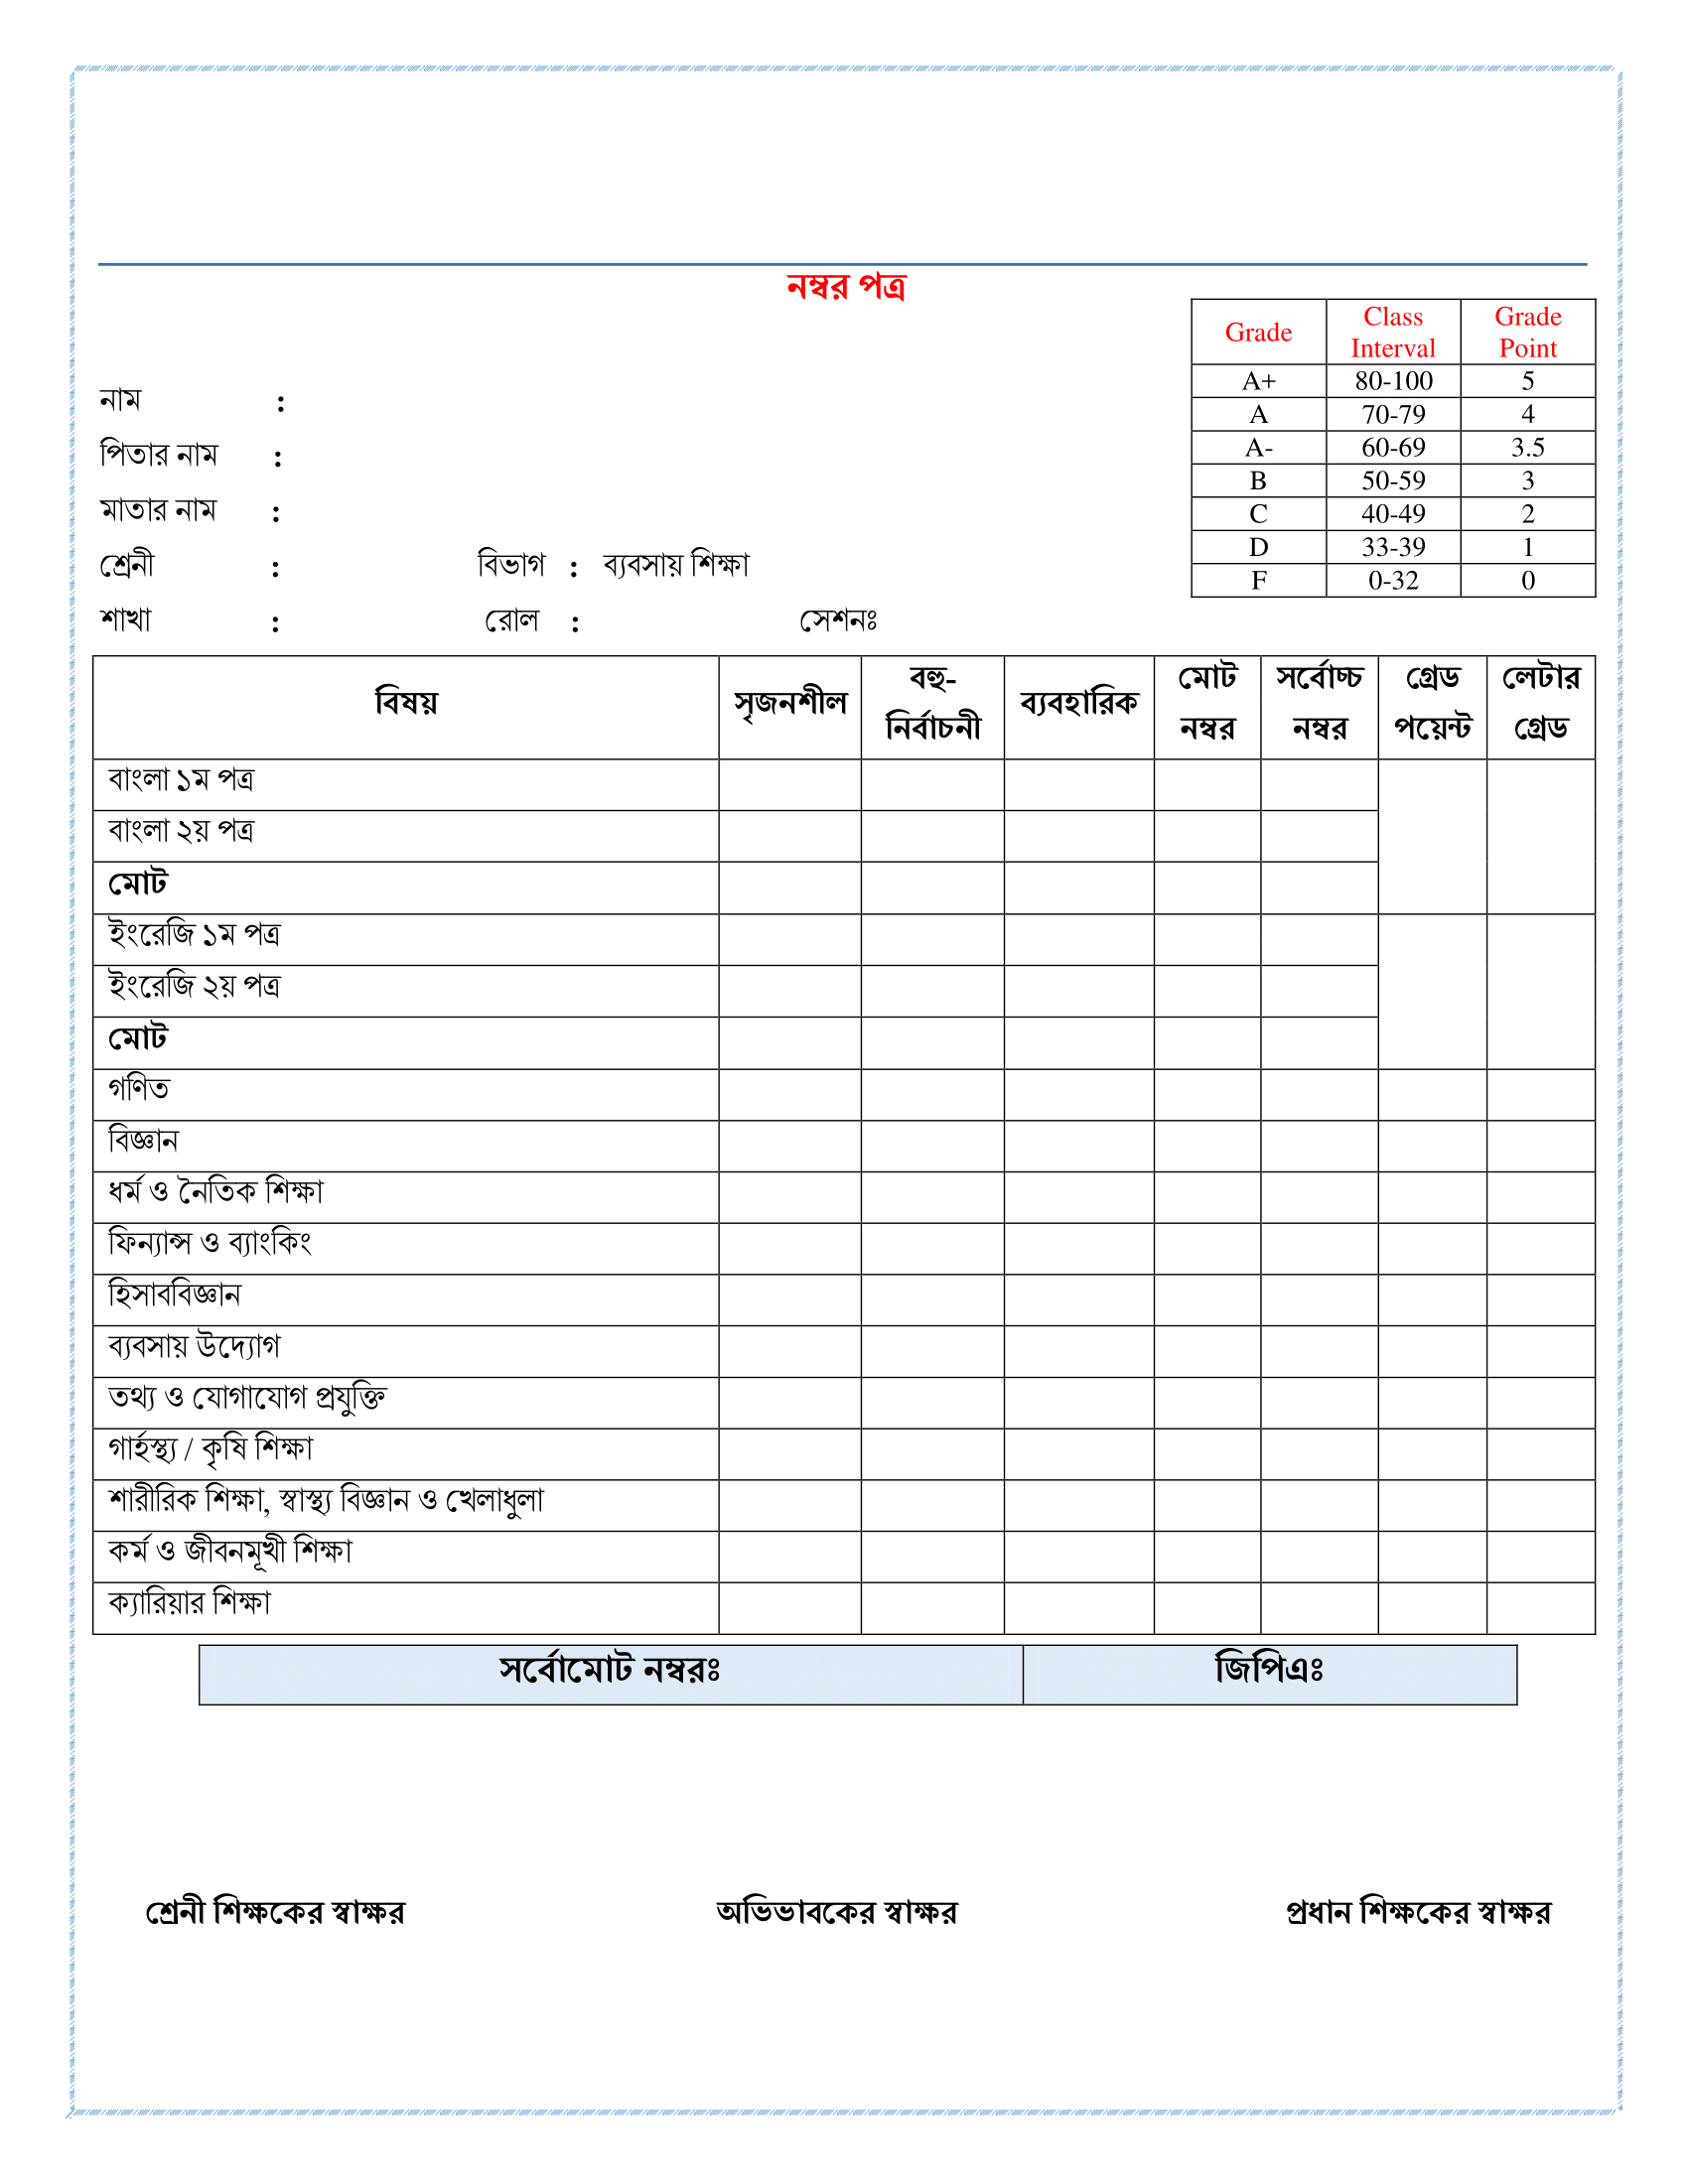 নম্বর পত্র
Grade Class Interval Grade Point
A+ 80-100 5
A 70-79 4
A- 60-69 3.5
B 50-59 3
C 40-49 2
D 33-39 1
F 0-32 0
নাম :
পিতার নাম :
মাতার নাম :
শ্রেনী : বিভাগ : ব্যবসায় শিক্ষা
শাখা : রোল : সেশনঃ
বিষয় সৃজনশীল বহু-নির্বাচনী ব্যবহারিক মোট নম্বর সর্বোচ্চ নম্বর গ্রেড পয়েন্ট লেটার গ্রেড
বাংলা ১ম পত্র
বাংলা ২য় পত্র
মোট
ইংরেজি ১ম পত্র
ইংরেজি ২য় পত্র
মোট
গণিত
বিজ্ঞান
ধর্ম ও নৈতিক শিক্ষা
ফিন্যান্স ও ব্যাংকিং
হিসাববিজ্ঞান
ব্যবসায় উদ্যোগ
তথ্য ও যোগাযোগ প্রযুক্তি
গার্হস্থ্য / কৃষি শিক্ষা
শারীরিক শিক্ষা, স্বাস্থ্য বিজ্ঞান ও খেলাধুলা
কর্ম ও জীবনমূখী শিক্ষা
ক্যারিয়ার শিক্ষা
সর্বোমোট নম্বরঃ জিপিএঃ
শ্রেনী শিক্ষকের স্বাক্ষর অভিভাবকের স্বাক্ষর প্রধান শিক্ষকের স্বাক্ষর